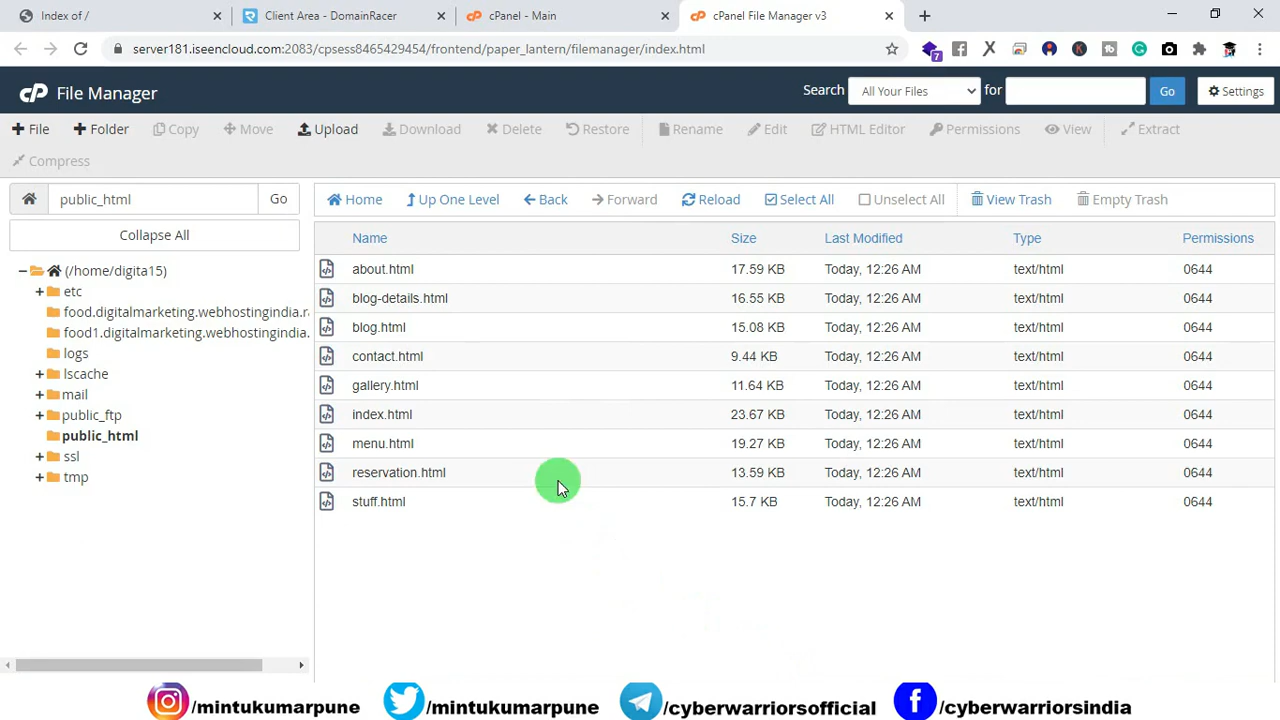 Index of /
Client Area - DomainRacer
cPanel - Main
cPanel File Manager v3
server181.iseencloud.com:2083/cpsess8465429454/frontend/paper_lantern/filemanager/index.html
7
cP File Manager
Search All Your Files for Go Settings
File Folder Copy Move Upload Download Delete Restore Rename Edit HTML Editor Permissions View Extract
Compress
public_html Go
Home Up One Level Back Forward Reload Select All Unselect All View Trash Empty Trash
Collapse All
(/home/digita15)
etc
food.digitalmarketing.webhostingindia.r
food1.digitalmarketing.webhostingindia.
logs
lscache
mail
public_ftp
public_html
ssl
tmp
Name Size Last Modified Type Permissions
about.html 17.59 KB Today, 12:26 AM text/html 0644
blog-details.html 16.55 KB Today, 12:26 AM text/html 0644
blog.html 15.08 KB Today, 12:26 AM text/html 0644
contact.html 9.44 KB Today, 12:26 AM text/html 0644
gallery.html 11.64 KB Today, 12:26 AM text/html 0644
index.html 23.67 KB Today, 12:26 AM text/html 0644
menu.html 19.27 KB Today, 12:26 AM text/html 0644
reservation.html 13.59 KB Today, 12:26 AM text/html 0644
stuff.html 15.7 KB Today, 12:26 AM text/html 0644
/mintukumarpune /mintukumarpune /cyberwarriorsofficial /cyberwarriorsindia